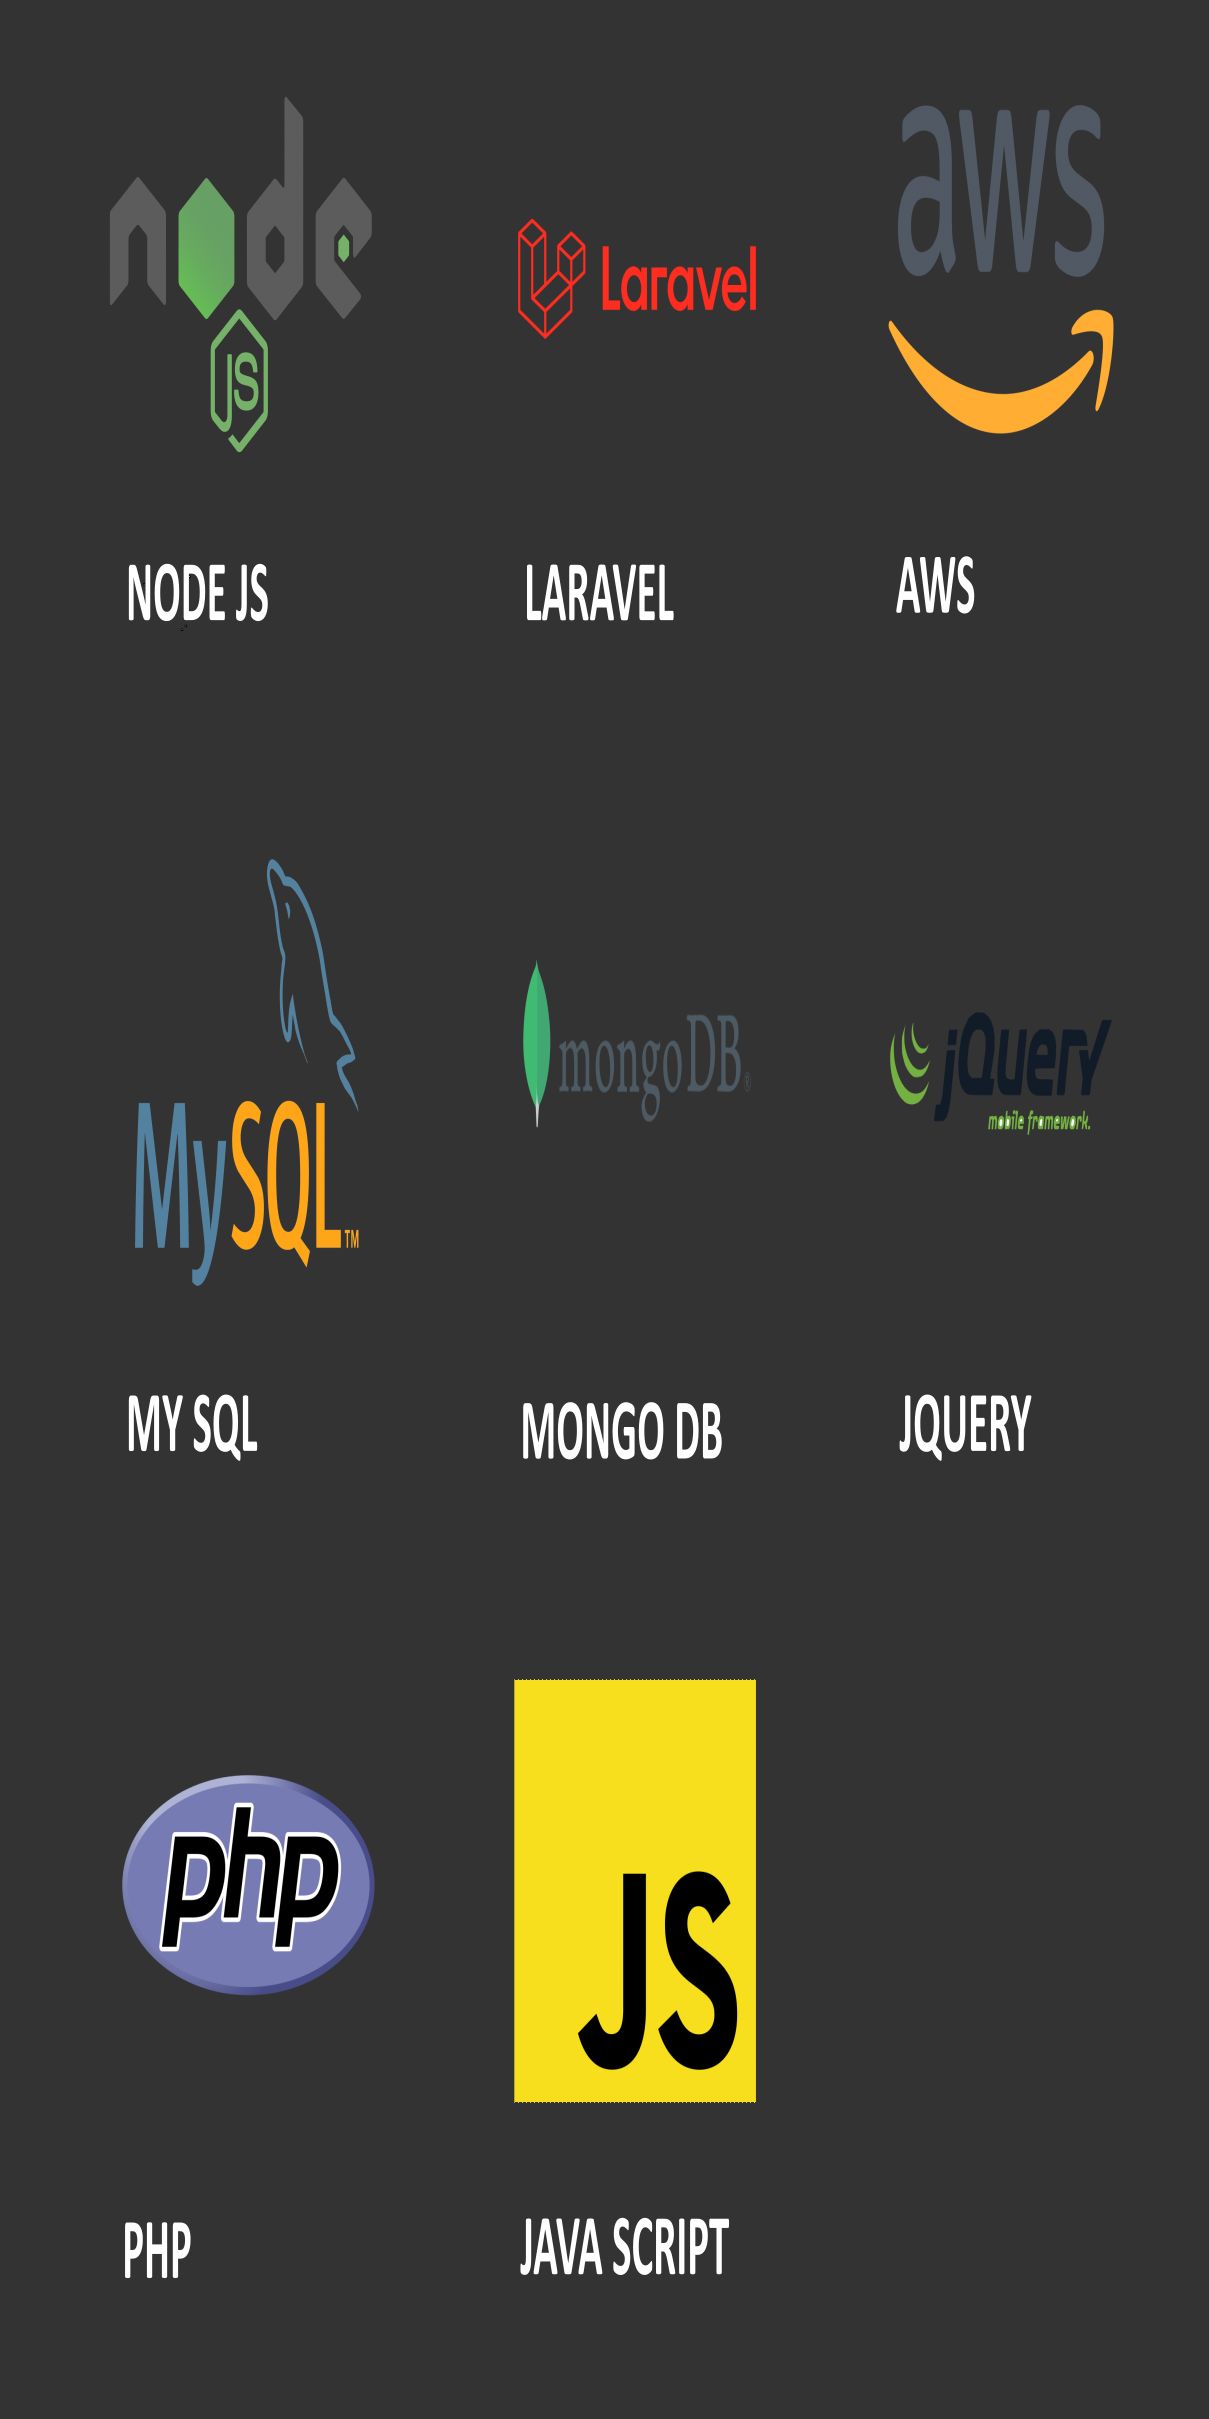 node
JS
Laravel
aws
NODE JS
LARAVEL
AWS
MySQL™
mongoDB®
jQuery
mobile framework.
MY SQL
MONGO DB
JQUERY
php
JS
PHP
JAVA SCRIPT